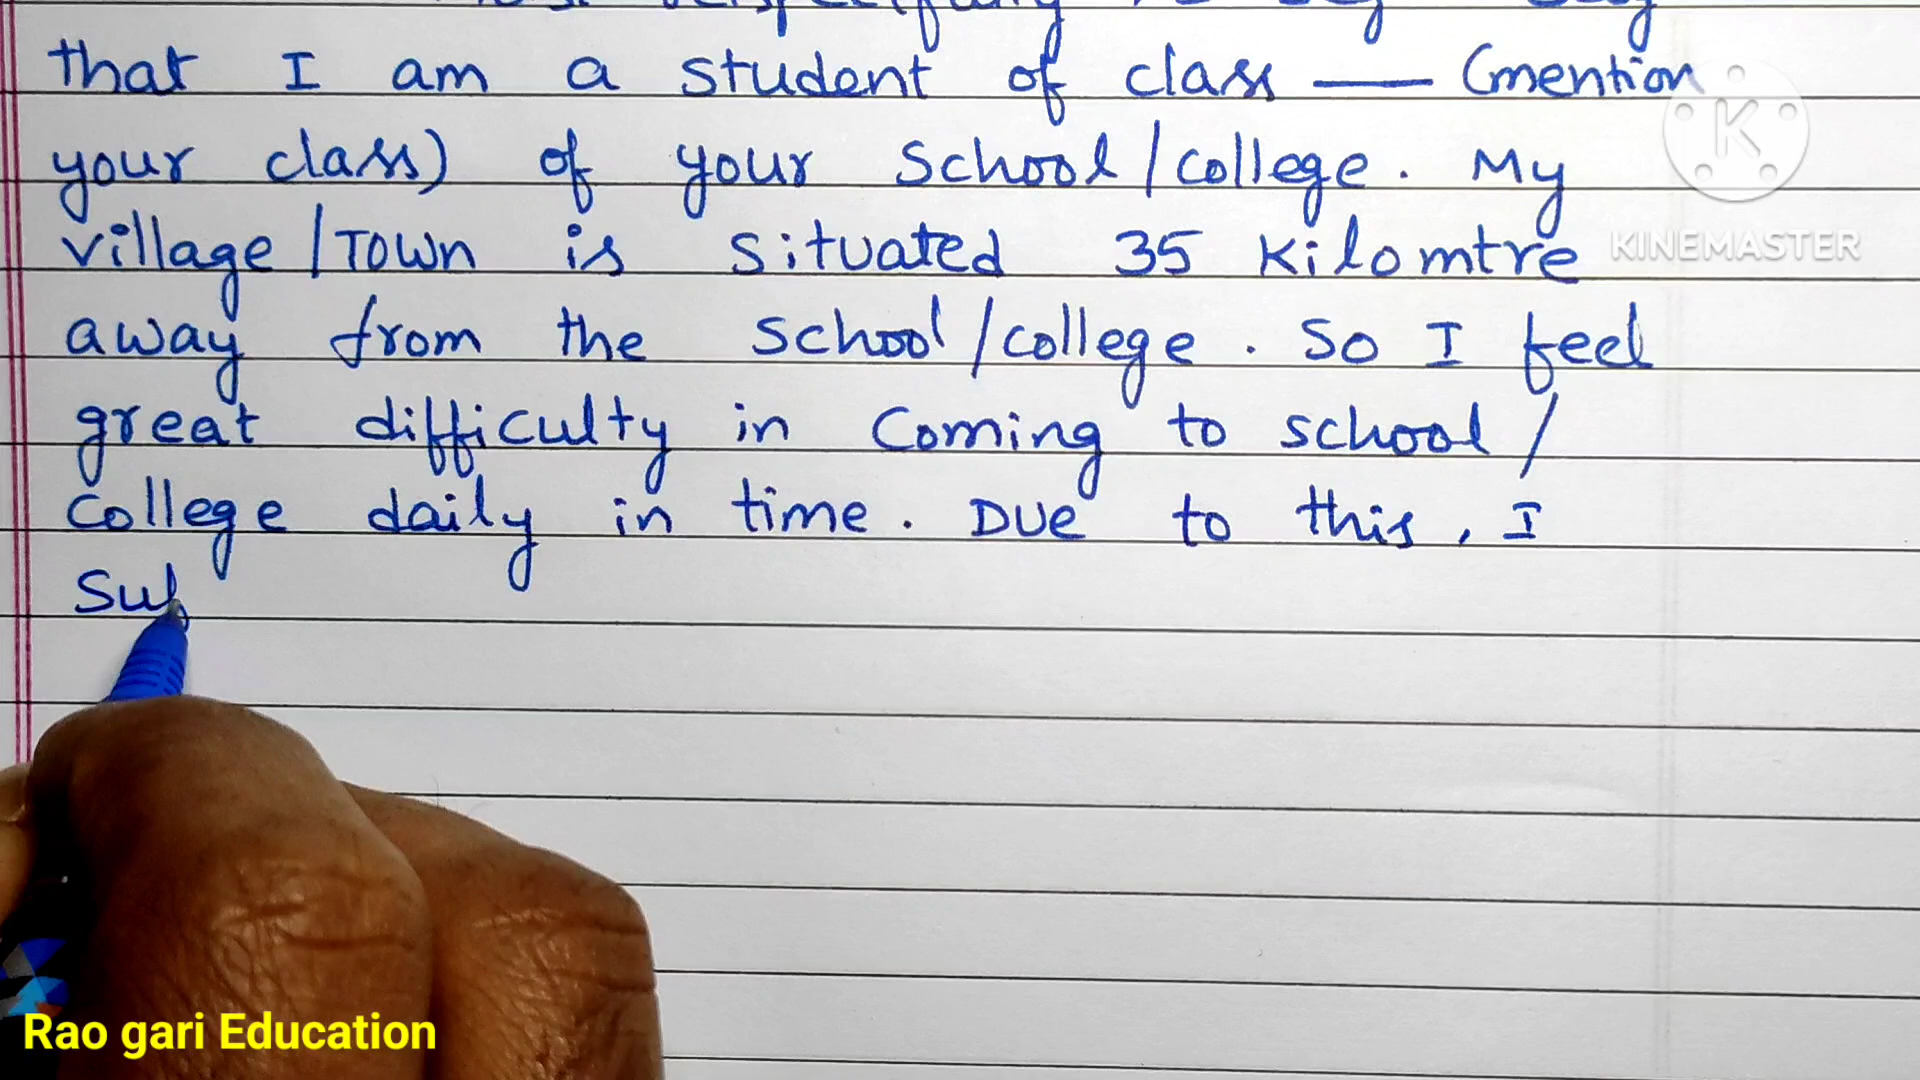 that I am a student of class — (mention
your class) of your school/college. My
village/Town is situated 35 kilomtre
away from the school/college. So I feel
great difficulty in coming to school/
college daily in time. Due to this, I
KINEMASTER
Rao gari Education